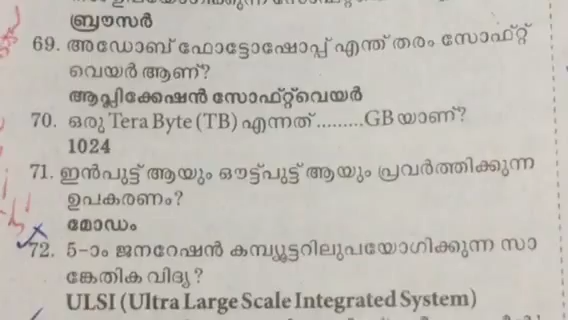 ബ്രൗസർ
69. അഡോബ് ഫോട്ടോഷോപ്പ് എന്ത് തരം സോഫ്റ്റ്
വെയർ ആണ്?
ആപ്ലിക്കേഷൻ സോഫ്റ്റ്‌വെയർ
70. ഒരു Tera Byte (TB) എന്നത് .........GB യാണ്?
1024
71. ഇൻപുട്ട് ആയും ഔട്ട്പുട്ട് ആയും പ്രവർത്തിക്കുന്ന
ഉപകരണം?
മോഡം
72. 5-ാം ജനറേഷൻ കമ്പ്യൂട്ടറിലുപയോഗിക്കുന്ന സാ
ങ്കേതിക വിദ്യ?
ULSI (Ultra Large Scale Integrated System)